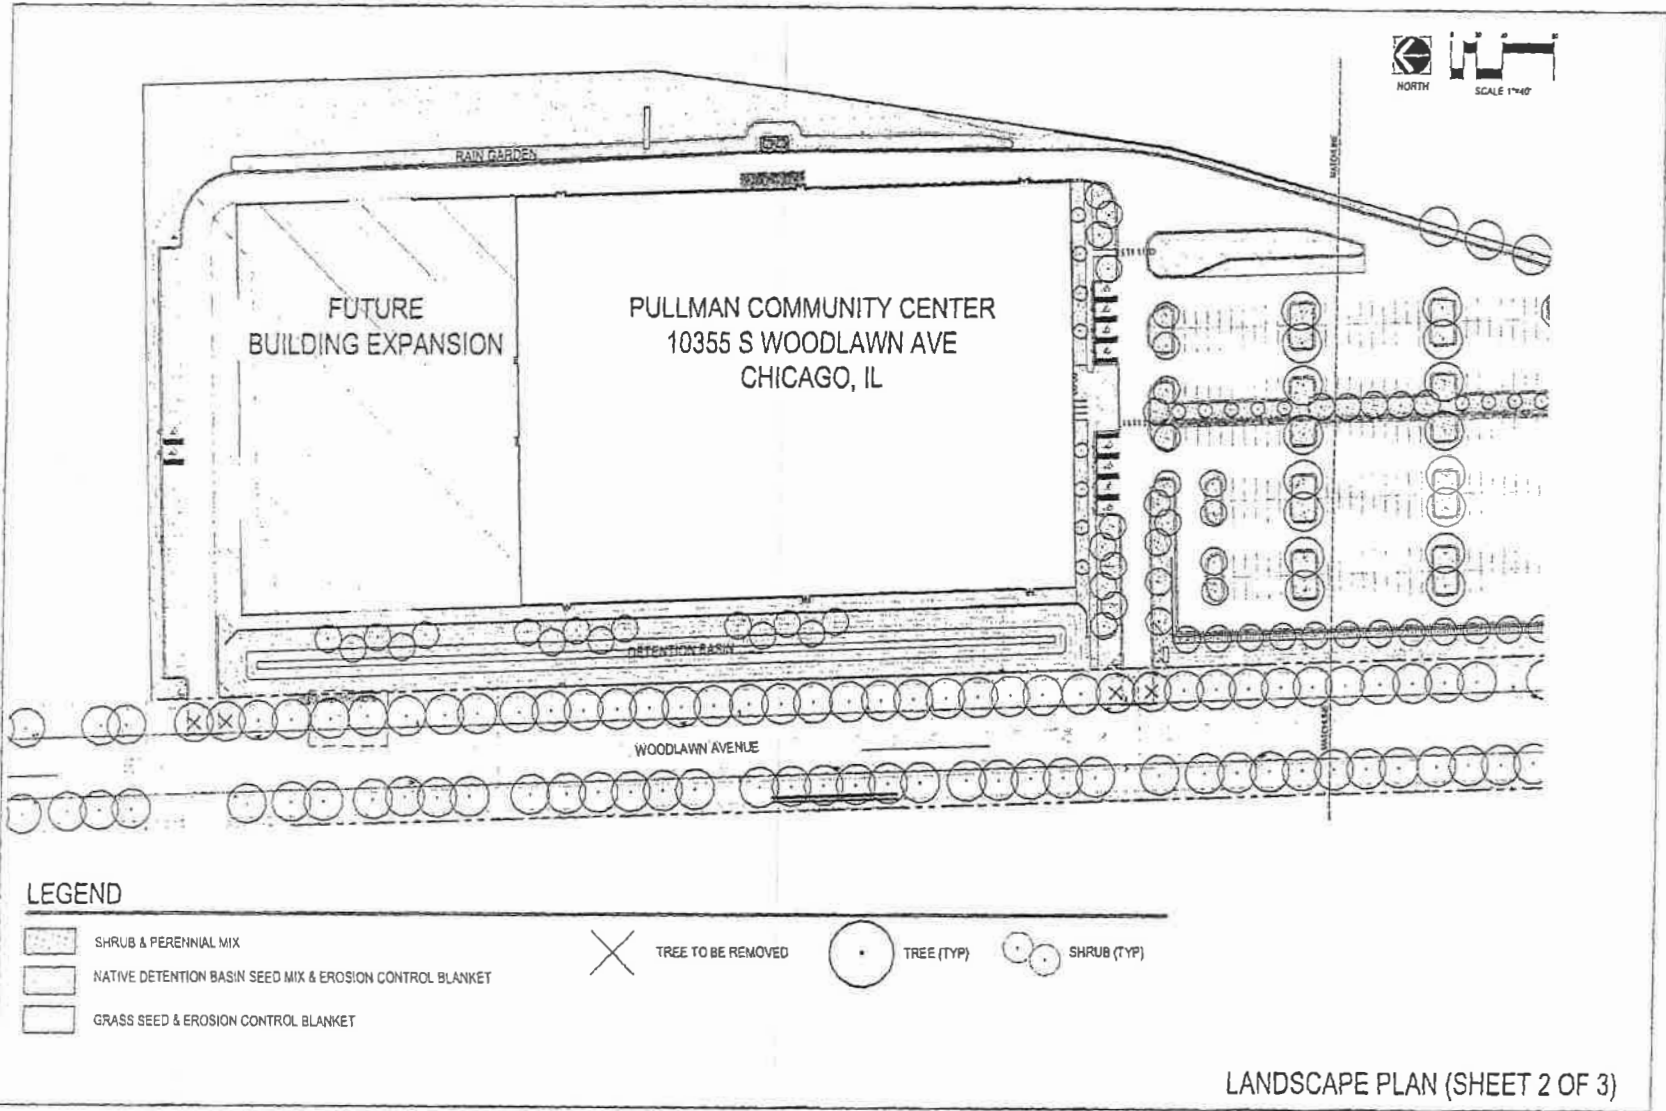 NORTH
SCALE 1"=40'
MATCHLINE
RAIN GARDEN
FUTURE
BUILDING EXPANSION
PULLMAN COMMUNITY CENTER
10355 S WOODLAWN AVE
CHICAGO, IL
DETENTION BASIN
WOODLAWN AVENUE
MATCHLINE
LEGEND
SHRUB & PERENNIAL MIX
NATIVE DETENTION BASIN SEED MIX & EROSION CONTROL BLANKET
GRASS SEED & EROSION CONTROL BLANKET
TREE TO BE REMOVED
TREE (TYP)
SHRUB (TYP)
LANDSCAPE PLAN (SHEET 2 OF 3)